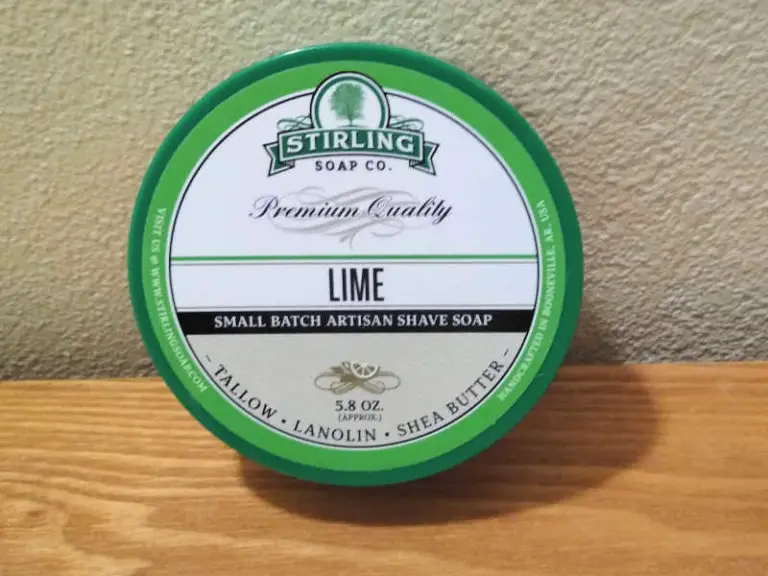 STIRLING
SOAP CO.
Premium Quality
LIME
SMALL BATCH ARTISAN SHAVE SOAP
5.8 OZ.
(APPROX.)
– TALLOW • LANOLIN • SHEA BUTTER –
VISIT US @ WWW.STIRLINGSOAP.COM
HANDCRAFTED IN BOONEVILLE, AR, USA